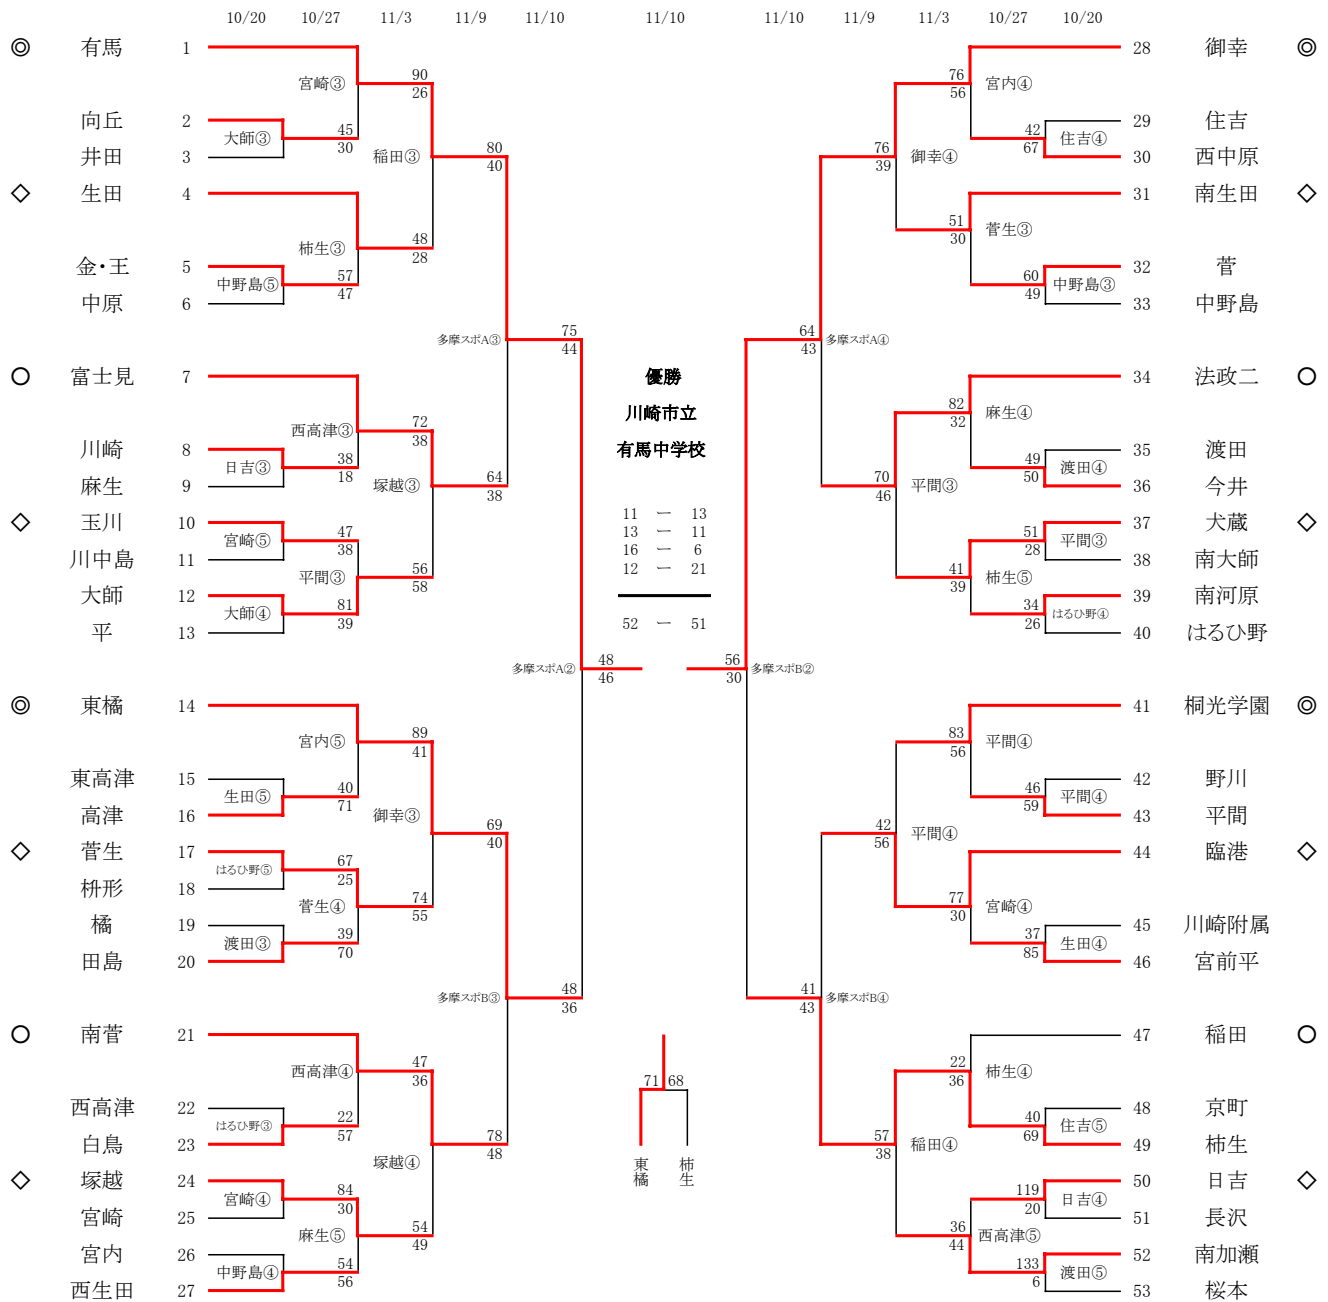 10/20 10/27 11/3 11/9 11/10 11/10 11/10 11/9 11/3 10/27 10/20
◎ 有馬 1 28 御幸 ◎
宮崎③ 90 26 76 56 宮内④
向丘 2 29 住吉
大師③ 45 30 42 67 住吉④
井田 3 稲田③ 80 40 76 39 御幸④ 30 西中原
◇ 生田 4 31 南生田 ◇
柿生③ 48 28 51 30 菅生③
金・王 5 32 菅
中野島⑤ 57 47 60 49 中野島③
中原 6 33 中野島
多摩スポA③ 75 44 64 43 多摩スポA④
○ 富士見 7 優勝 34 法政二 ○
川崎市立
西高津③ 72 38 82 32 麻生④
川崎 8 有馬中学校 35 渡田
日吉③ 38 18 49 50 渡田④
麻生 9 塚越③ 64 38 70 46 平間③ 36 今井
11 ー 13
◇ 玉川 10 37 犬蔵 ◇
13 ー 11
宮崎⑤ 47 38 51 28 平間③
16 ー 6
川中島 11 38 南大師
12 ー 21
平間③ 56 58 41 39 柿生⑤
大師 12 39 南河原
大師④ 81 39 34 26 はるひ野④
52 ー 51
平 13 40 はるひ野
多摩スポA② 48 46 56 30 多摩スポB②
◎ 東橘 14 41 桐光学園 ◎
宮内⑤ 89 41 83 56 平間④
東高津 15 42 野川
生田⑤ 40 71 46 59 平間④
高津 16 御幸③ 69 40 42 56 平間④ 43 平間
◇ 菅生 17 44 臨港 ◇
はるひ野⑤ 67 25
枡形 18
菅生④ 74 55 77 30 宮崎④
橘 19 45 川崎附属
渡田③ 39 70 37 85 生田④
田島 20 46 宮前平
多摩スポB③ 48 36 41 43 多摩スポB④
○ 南菅 21 47 稲田 ○
西高津④ 47 36 22 36 柿生④
71 68
西高津 22 48 京町
はるひ野③ 22 57 40 69 住吉⑤
白鳥 23 塚越④ 78 48 57 38 稲田④ 49 柿生
東橘 柿生
◇ 塚越 24 50 日吉 ◇
宮崎④ 84 30 119 20 日吉④
宮崎 25 51 長沢
麻生⑤ 54 49 36 44 西高津⑤
宮内 26 52 南加瀬
中野島④ 54 56 133 6 渡田⑤
西生田 27 53 桜本